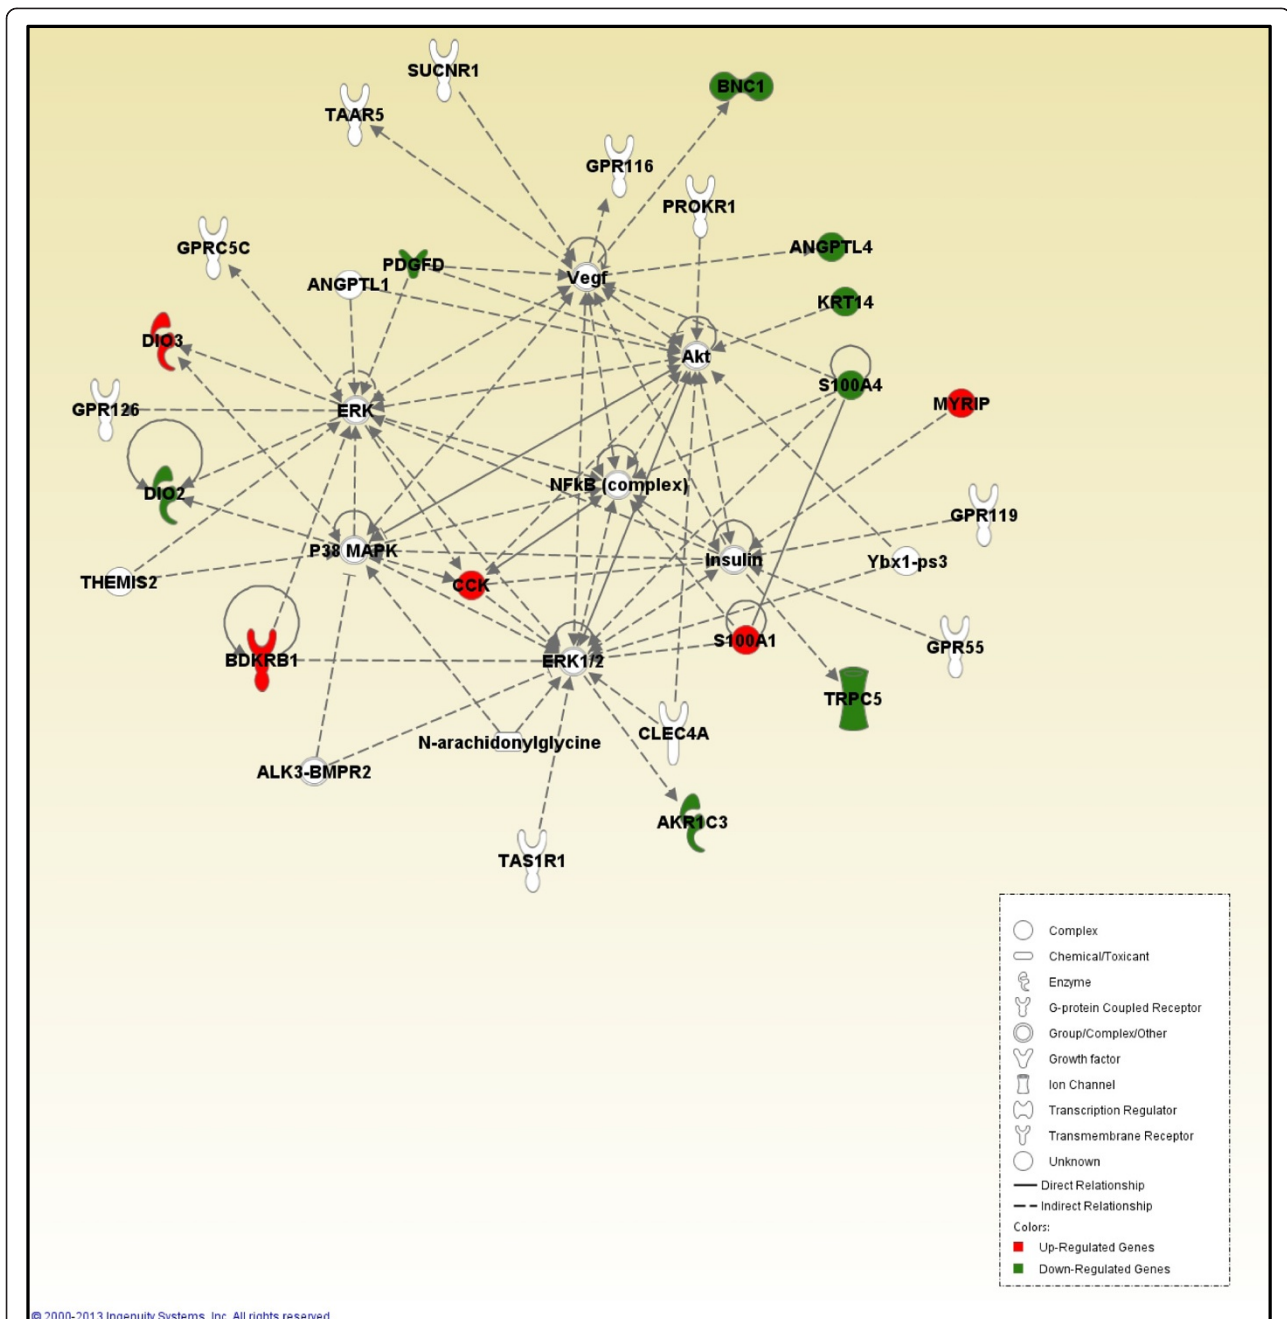 SUCNR1
BNC1
TAAR5
GPR116
PROKR1
GPRC5C
ANGPTL4
PDGFD
Vegf
ANGPTL1
KRT14
DIO3
Akt
S100A4
MYRIP
GPR126
ERK
DIO2
NFkB (complex)
GPR119
P38 MAPK
Insulin
Ybx1-ps3
THEMIS2
CCK
S100A1
GPR55
BDKRB1
ERK1/2
TRPC5
CLEC4A
N-arachidonylglycine
ALK3-BMPR2
AKR1C3
TAS1R1
Complex
Chemical/Toxicant
Enzyme
G-protein Coupled Receptor
Group/Complex/Other
Growth factor
Ion Channel
Transcription Regulator
Transmembrane Receptor
Unknown
Direct Relationship
Indirect Relationship
Colors:
Up-Regulated Genes
Down-Regulated Genes
© 2000-2013 Ingenuity Systems, Inc. All rights reserved.